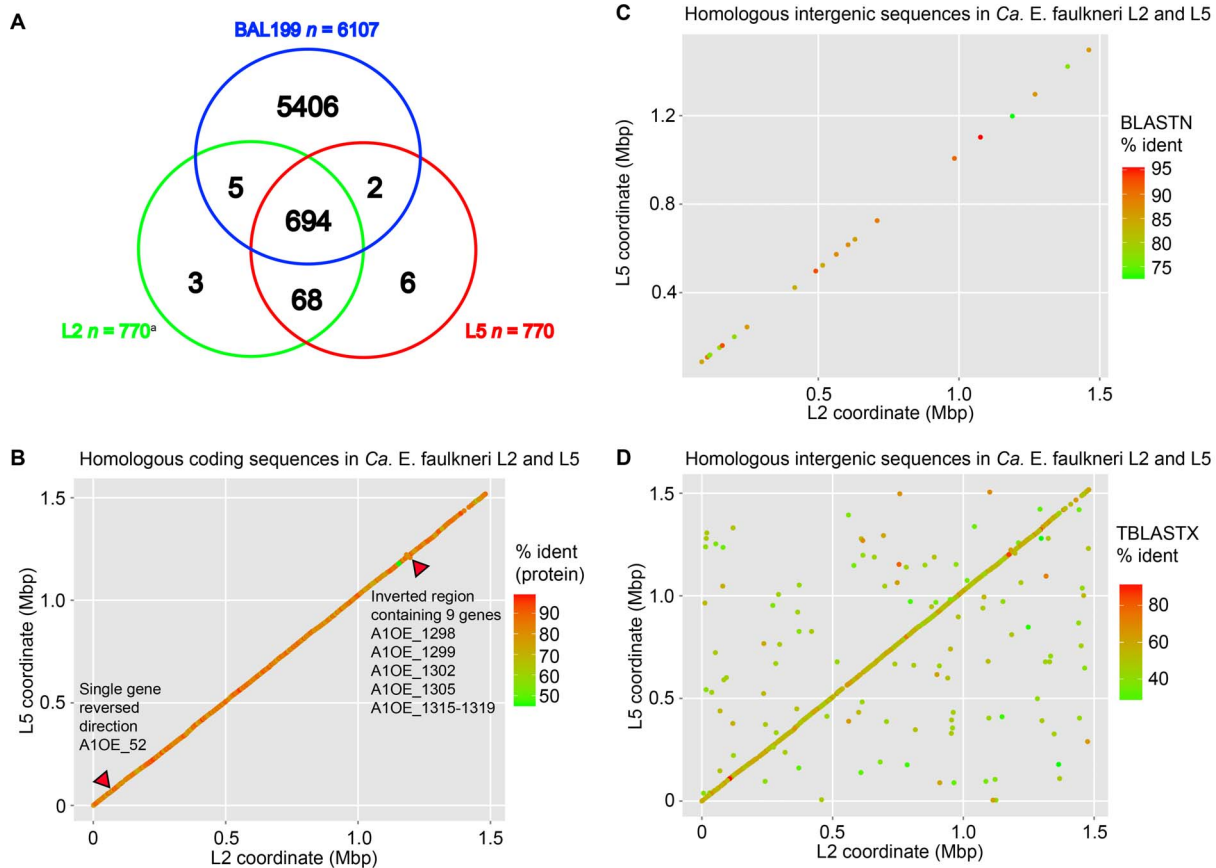 A
BAL199 n = 6107
5406
5
2
694
3
68
6
L2 n = 770a
L5 n = 770
B
Homologous coding sequences in Ca. E. faulkneri L2 and L5
L5 coordinate (Mbp)
1.5
1.0
0.5
0
Single gene
reversed
direction
A1OE_52
Inverted region
containing 9 genes
A1OE_1298
A1OE_1299
A1OE_1302
A1OE_1305
A1OE_1315-1319
% ident
(protein)
90
80
70
60
50
0
0.5
1.0
1.5
L2 coordinate (Mbp)
C
Homologous intergenic sequences in Ca. E. faulkneri L2 and L5
L5 coordinate (Mbp)
1.2
0.8
0.4
BLASTN
% ident
95
90
85
80
75
0.5
1.0
1.5
L2 coordinate (Mbp)
D
Homologous intergenic sequences in Ca. E. faulkneri L2 and L5
L5 coordinate (Mbp)
1.5
1.0
0.5
0
TBLASTX
% ident
80
60
40
0
0.5
1.0
1.5
L2 coordinate (Mbp)